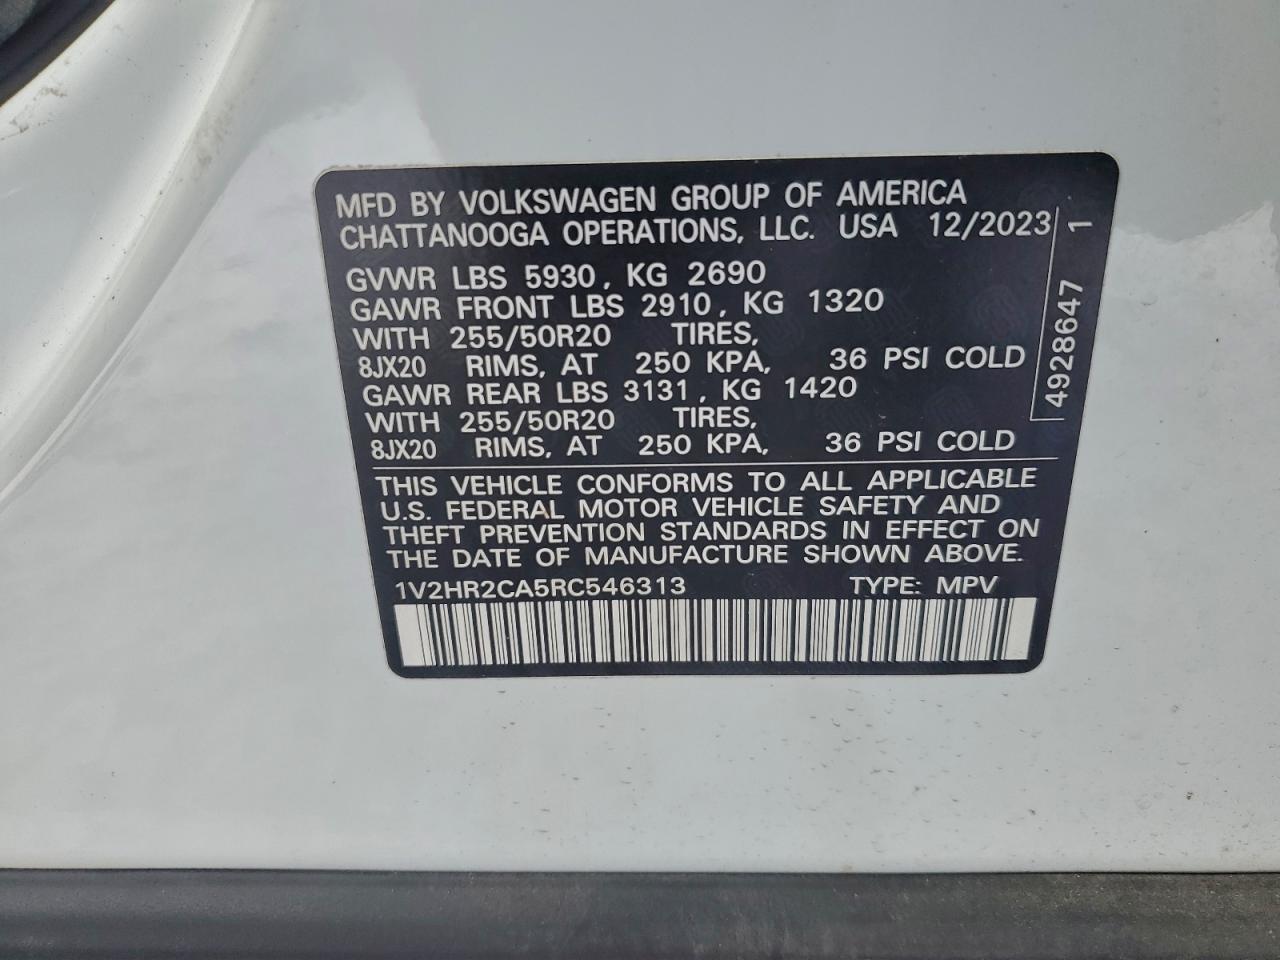 MFD BY VOLKSWAGEN GROUP OF AMERICA
CHATTANOOGA OPERATIONS, LLC. USA 12/2023
GVWR LBS 5930, KG 2690
GAWR FRONT LBS 2910, KG 1320
WITH 255/50R20 TIRES,
8JX20 RIMS, AT 250 KPA, 36 PSI COLD
GAWR REAR LBS 3131, KG 1420
WITH 255/50R20 TIRES,
8JX20 RIMS, AT 250 KPA, 36 PSI COLD
THIS VEHICLE CONFORMS TO ALL APPLICABLE
U.S. FEDERAL MOTOR VEHICLE SAFETY AND
THEFT PREVENTION STANDARDS IN EFFECT ON
THE DATE OF MANUFACTURE SHOWN ABOVE.
1V2HR2CA5RC546313 TYPE: MPV
4928647 1